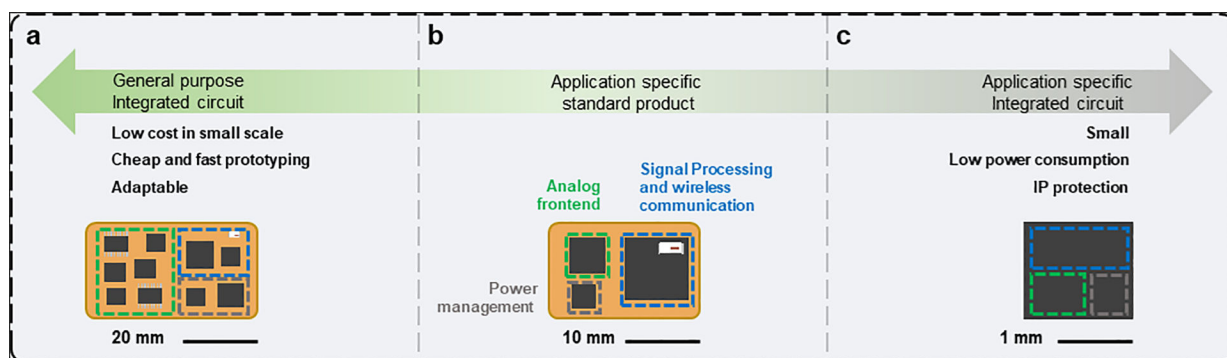 a
General purpose
Integrated circuit
Low cost in small scale
Cheap and fast prototyping
Adaptable
20 mm
b
Application specific
standard product
Analog
frontend
Signal Processing
and wireless
communication
Power
management
10 mm
c
Application specific
Integrated circuit
Small
Low power consumption
IP protection
1 mm